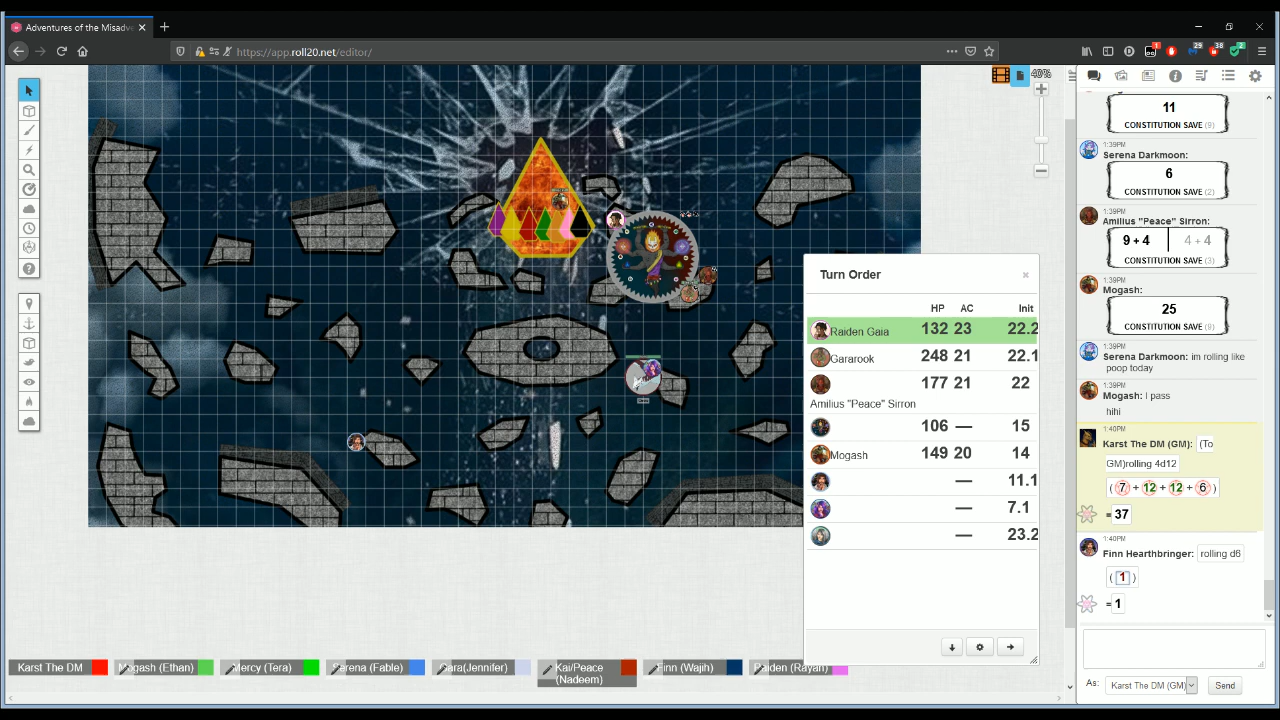 Adventures of the Misadve
https://app.roll20.net/editor/
1
29
38
2
40%
11
CONSTITUTION SAVE (9)
1:39PM
Serena Darkmoon:
6
CONSTITUTION SAVE (2)
1:39PM
Amilius "Peace" Sirron:
9 + 4 4 + 4
CONSTITUTION SAVE (3)
1:39PM
Mogash:
25
CONSTITUTION SAVE (9)
1:39PM
Serena Darkmoon: im rolling like
poop today
1:39PM
Mogash: I pass
hihi
1:40PM
Karst The DM (GM): (To
GM)rolling 4d12
( 7 + 12 + 12 + 6 )
= 37
1:40PM
Finn Hearthbringer: rolling d6
( 1 )
= 1
As: Karst The DM (GM) Send
Turn Order
HP AC Init
Raiden Gaia 132 23 22.2
Gararook 248 21 22.1
177 21 22
Amilius "Peace" Sirron
106 — 15
Mogash 149 20 14
— 11.1
— 7.1
— 23.2
Karst The DM
Mogash (Ethan)
Mercy (Tera)
Serena (Fable)
Gara(Jennifer)
Kai/Peace
(Nadeem)
Finn (Wajih)
Raiden (Rayan)